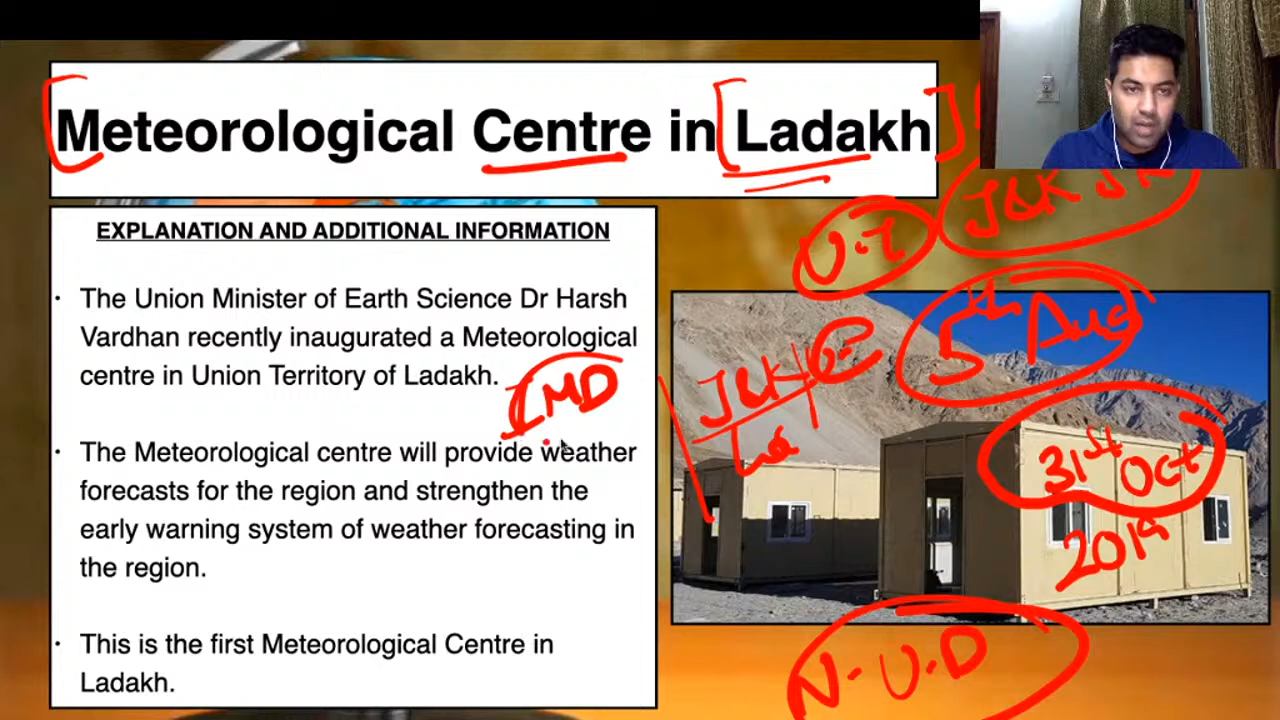 Meteorological Centre in Ladakh
EXPLANATION AND ADDITIONAL INFORMATION
• The Union Minister of Earth Science Dr Harsh
Vardhan recently inaugurated a Meteorological
centre in Union Territory of Ladakh.
IMD
• The Meteorological centre will provide weather
forecasts for the region and strengthen the
early warning system of weather forecasting in
the region.
• This is the first Meteorological Centre in
Ladakh.
U.T
J&K
5th Aug
J&K
La
31st Oct
2019
N.U.D